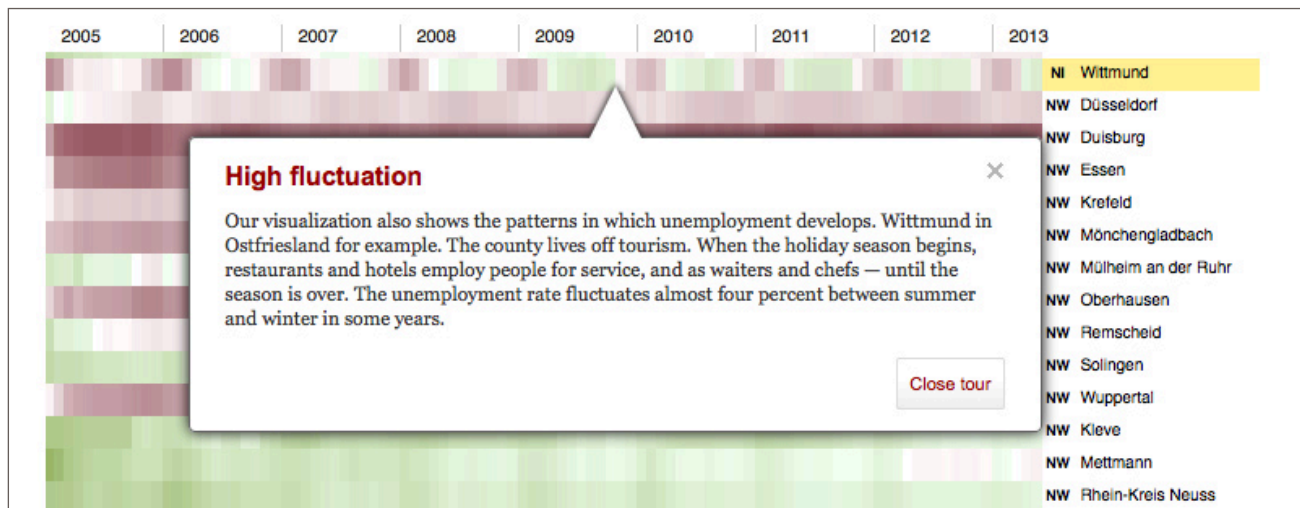 2005 2006 2007 2008 2009 2010 2011 2012 2013
NI Wittmund
NW Düsseldorf
NW Duisburg
NW Essen
NW Krefeld
NW Mönchengladbach
NW Mülheim an der Ruhr
NW Oberhausen
NW Remscheid
NW Solingen
NW Wuppertal
NW Kleve
NW Mettmann
NW Rhein-Kreis Neuss
High fluctuation
×
Our visualization also shows the patterns in which unemployment develops. Wittmund in
Ostfriesland for example. The county lives off tourism. When the holiday season begins,
restaurants and hotels employ people for service, and as waiters and chefs — until the
season is over. The unemployment rate fluctuates almost four percent between summer
and winter in some years.
Close tour